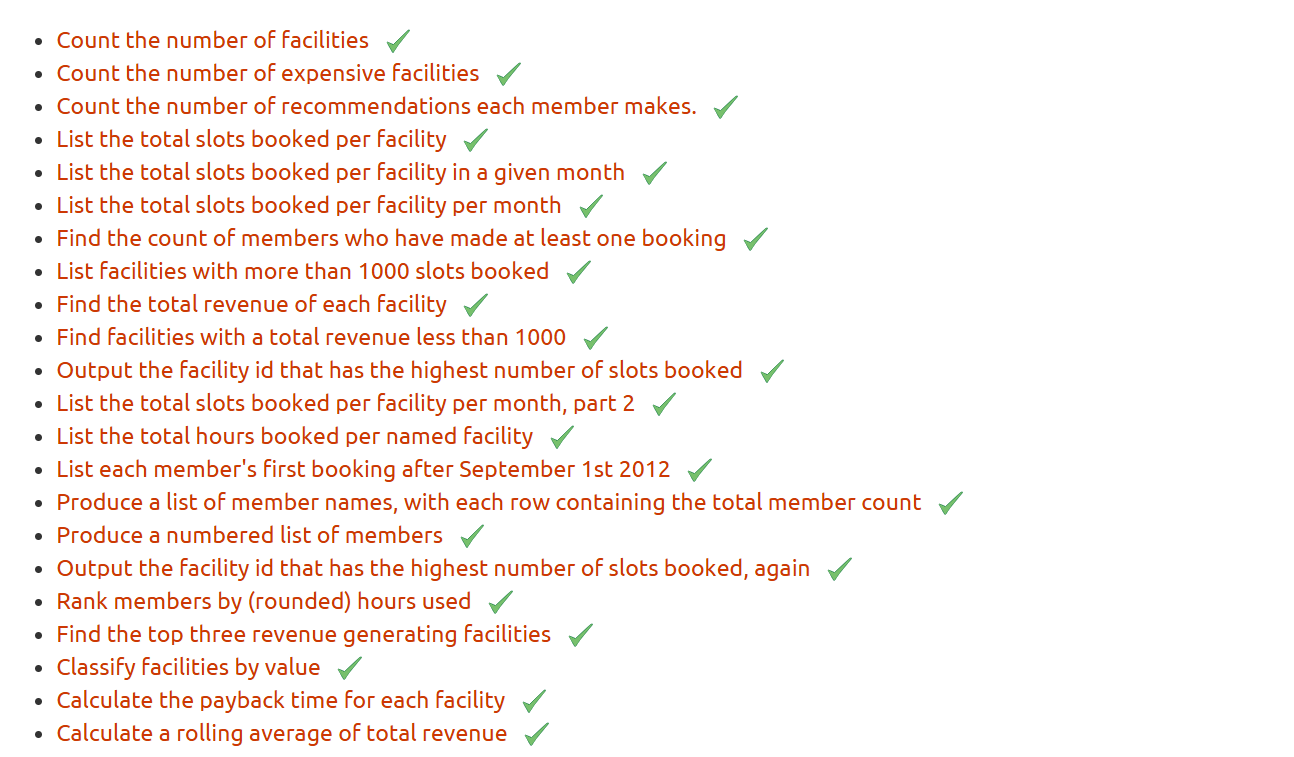 Count the number of facilities
Count the number of expensive facilities
Count the number of recommendations each member makes.
List the total slots booked per facility
List the total slots booked per facility in a given month
List the total slots booked per facility per month
Find the count of members who have made at least one booking
List facilities with more than 1000 slots booked
Find the total revenue of each facility
Find facilities with a total revenue less than 1000
Output the facility id that has the highest number of slots booked
List the total slots booked per facility per month, part 2
List the total hours booked per named facility
List each member's first booking after September 1st 2012
Produce a list of member names, with each row containing the total member count
Produce a numbered list of members
Output the facility id that has the highest number of slots booked, again
Rank members by (rounded) hours used
Find the top three revenue generating facilities
Classify facilities by value
Calculate the payback time for each facility
Calculate a rolling average of total revenue